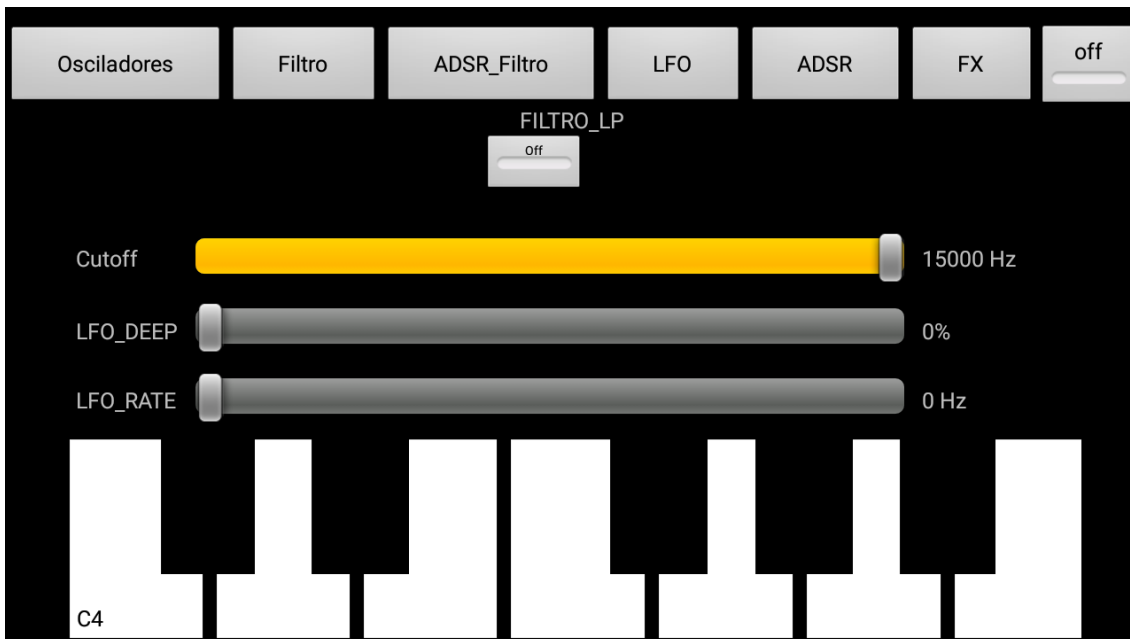 Osciladores Filtro ADSR_Filtro LFO ADSR FX off
FILTRO_LP
Off
Cutoff 15000 Hz
LFO_DEEP 0%
LFO_RATE 0 Hz
C4